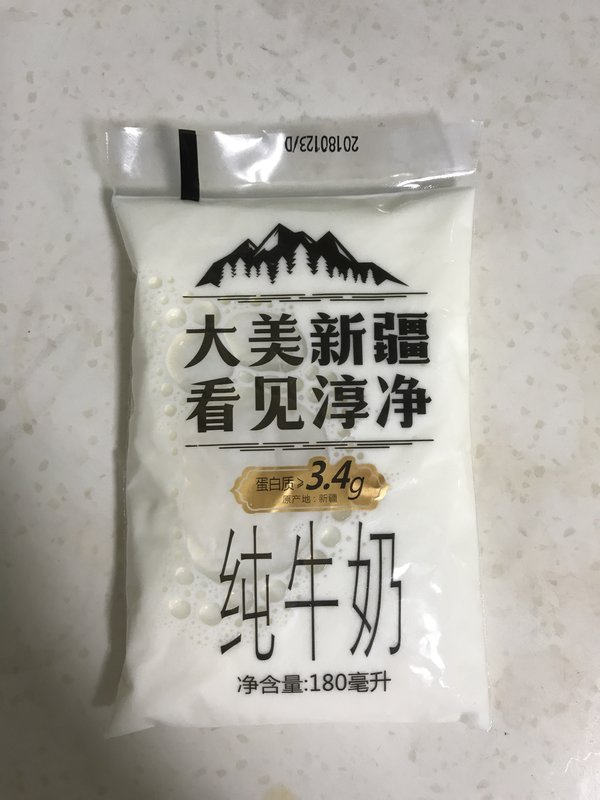 20180123/D
大美新疆
看见淳净
蛋白质≥3.4g
原产地:新疆
纯牛奶
净含量:180毫升